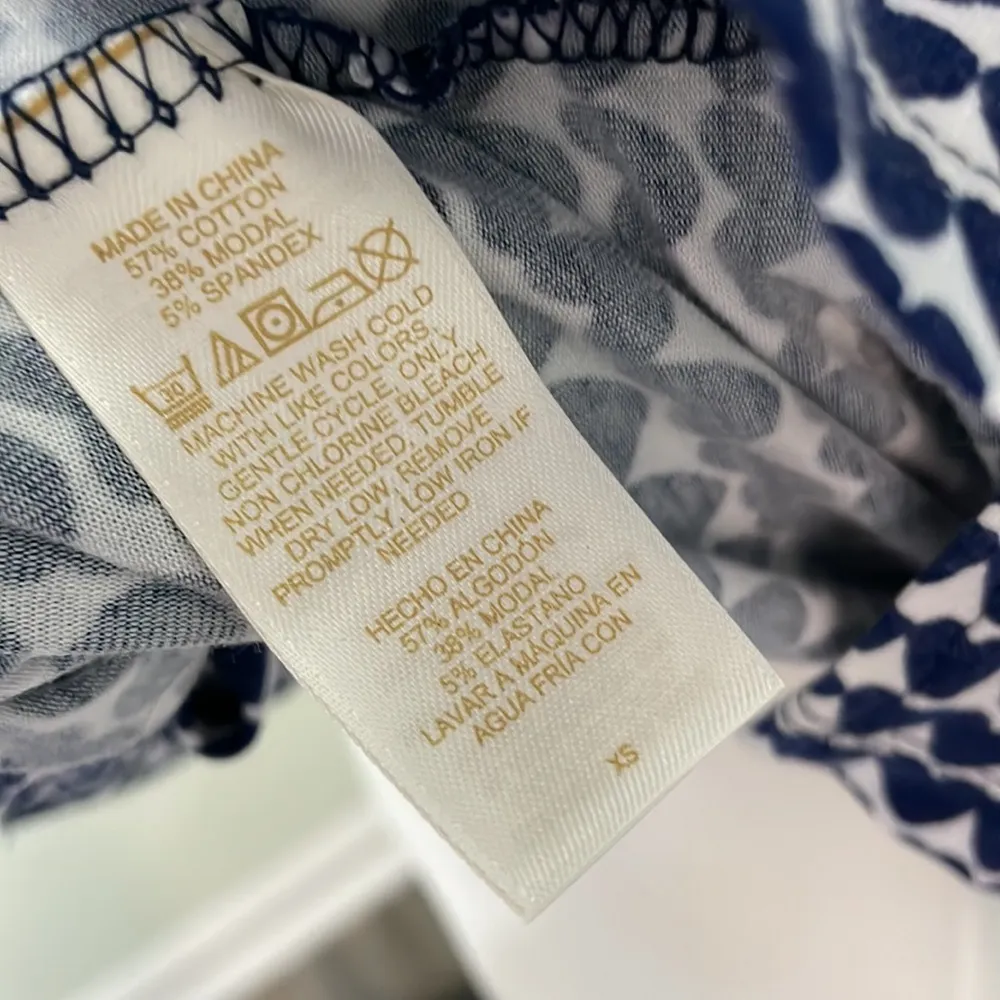 MADE IN CHINA
57% COTTON
38% MODAL
5% SPANDEX
30
MACHINE WASH COLD
WITH LIKE COLORS,
GENTLE CYCLE, ONLY
NON CHLORINE BLEACH
WHEN NEEDED, TUMBLE
DRY LOW, REMOVE
PROMPTLY, LOW IRON IF
NEEDED
HECHO EN CHINA
57% ALGODÓN
38% MODAL
5% ELASTANO
LAVAR A MÁQUINA EN
AGUA FRÍA CON
XS